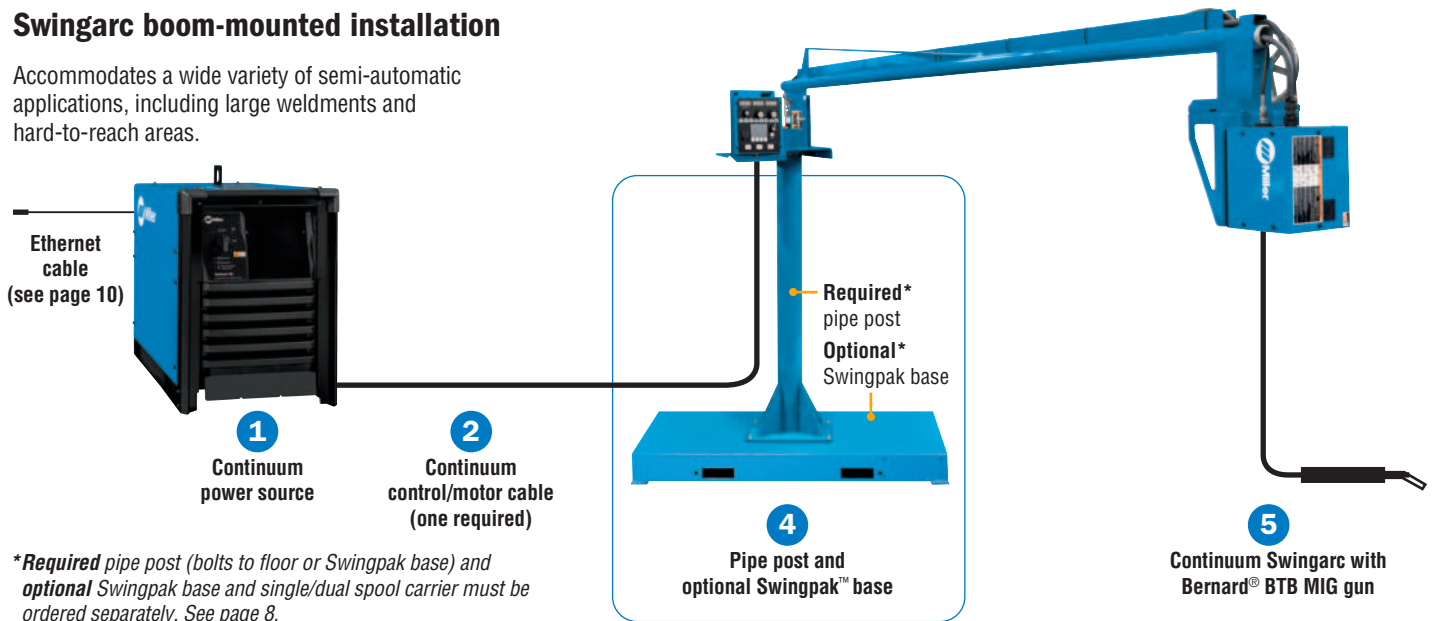 Swingarc boom-mounted installation
Accommodates a wide variety of semi-automatic
applications, including large weldments and
hard-to-reach areas.
Miller
Miller
Ethernet
cable
(see page 10)
Required*
pipe post
Optional*
Swingpak base
1
Continuum
power source
2
Continuum
control/motor cable
(one required)
4
Pipe post and
optional Swingpak™ base
5
Continuum Swingarc with
Bernard® BTB MIG gun
*Required pipe post (bolts to floor or Swingpak base) and
optional Swingpak base and single/dual spool carrier must be
ordered separately. See page 8.